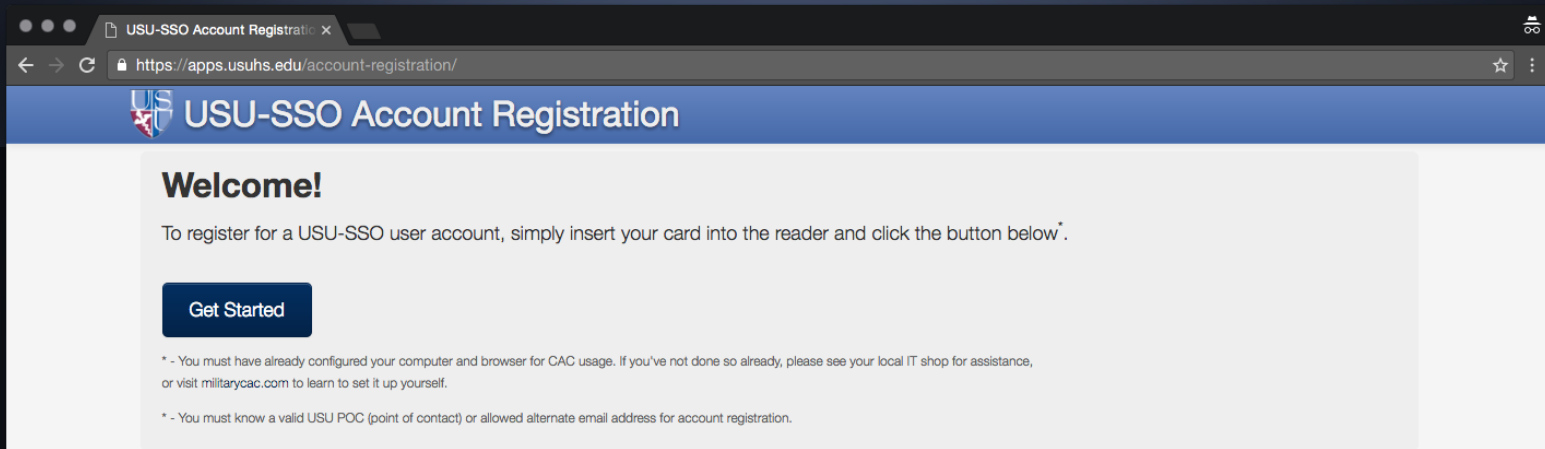 USU-SSO Account Registratio
https://apps.usuhs.edu/account-registration/
USU
USU-SSO Account Registration
Welcome!
To register for a USU-SSO user account, simply insert your card into the reader and click the button below*.
Get Started
* - You must have already configured your computer and browser for CAC usage. If you've not done so already, please see your local IT shop for assistance,
or visit militarycac.com to learn to set it up yourself.
* - You must know a valid USU POC (point of contact) or allowed alternate email address for account registration.